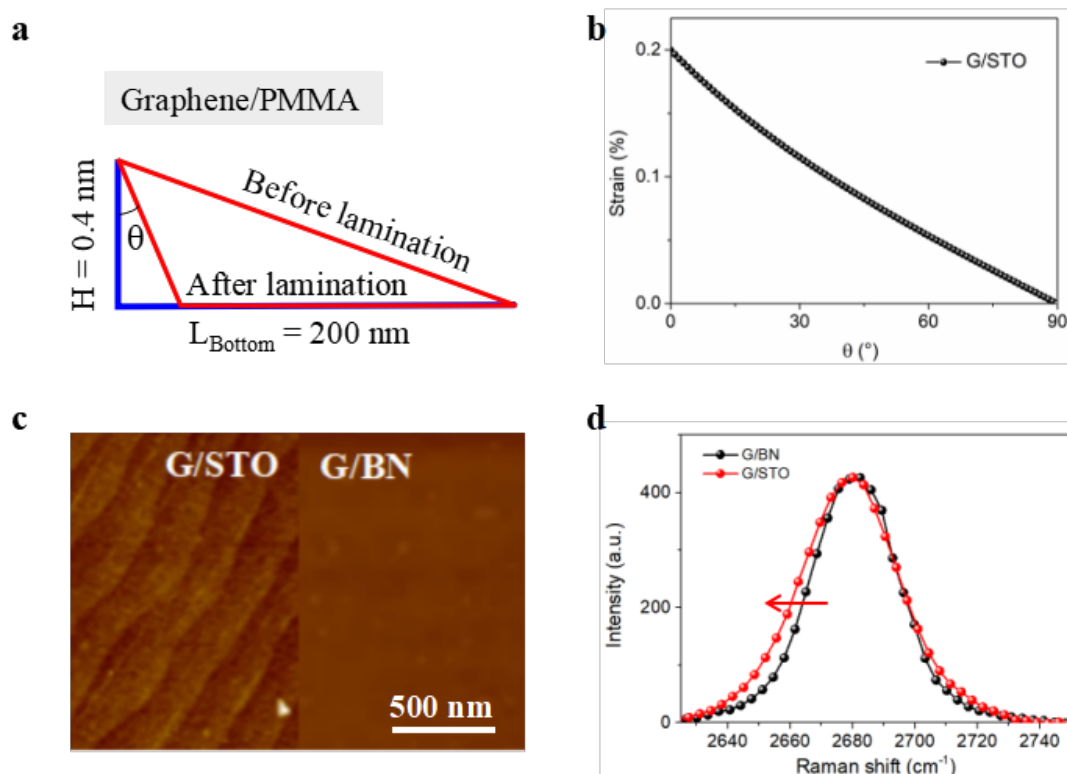 a
Graphene/PMMA
H = 0.4 nm
θ
Before lamination
After lamination
L_Bottom = 200 nm
b
G/STO
Strain (%)
0.2
0.1
0.0
0
30
60
90
θ (°)
c
G/STO
G/BN
500 nm
d
G/BN
G/STO
Intensity (a.u.)
400
200
0
2640
2660
2680
2700
2720
2740
Raman shift (cm⁻¹)